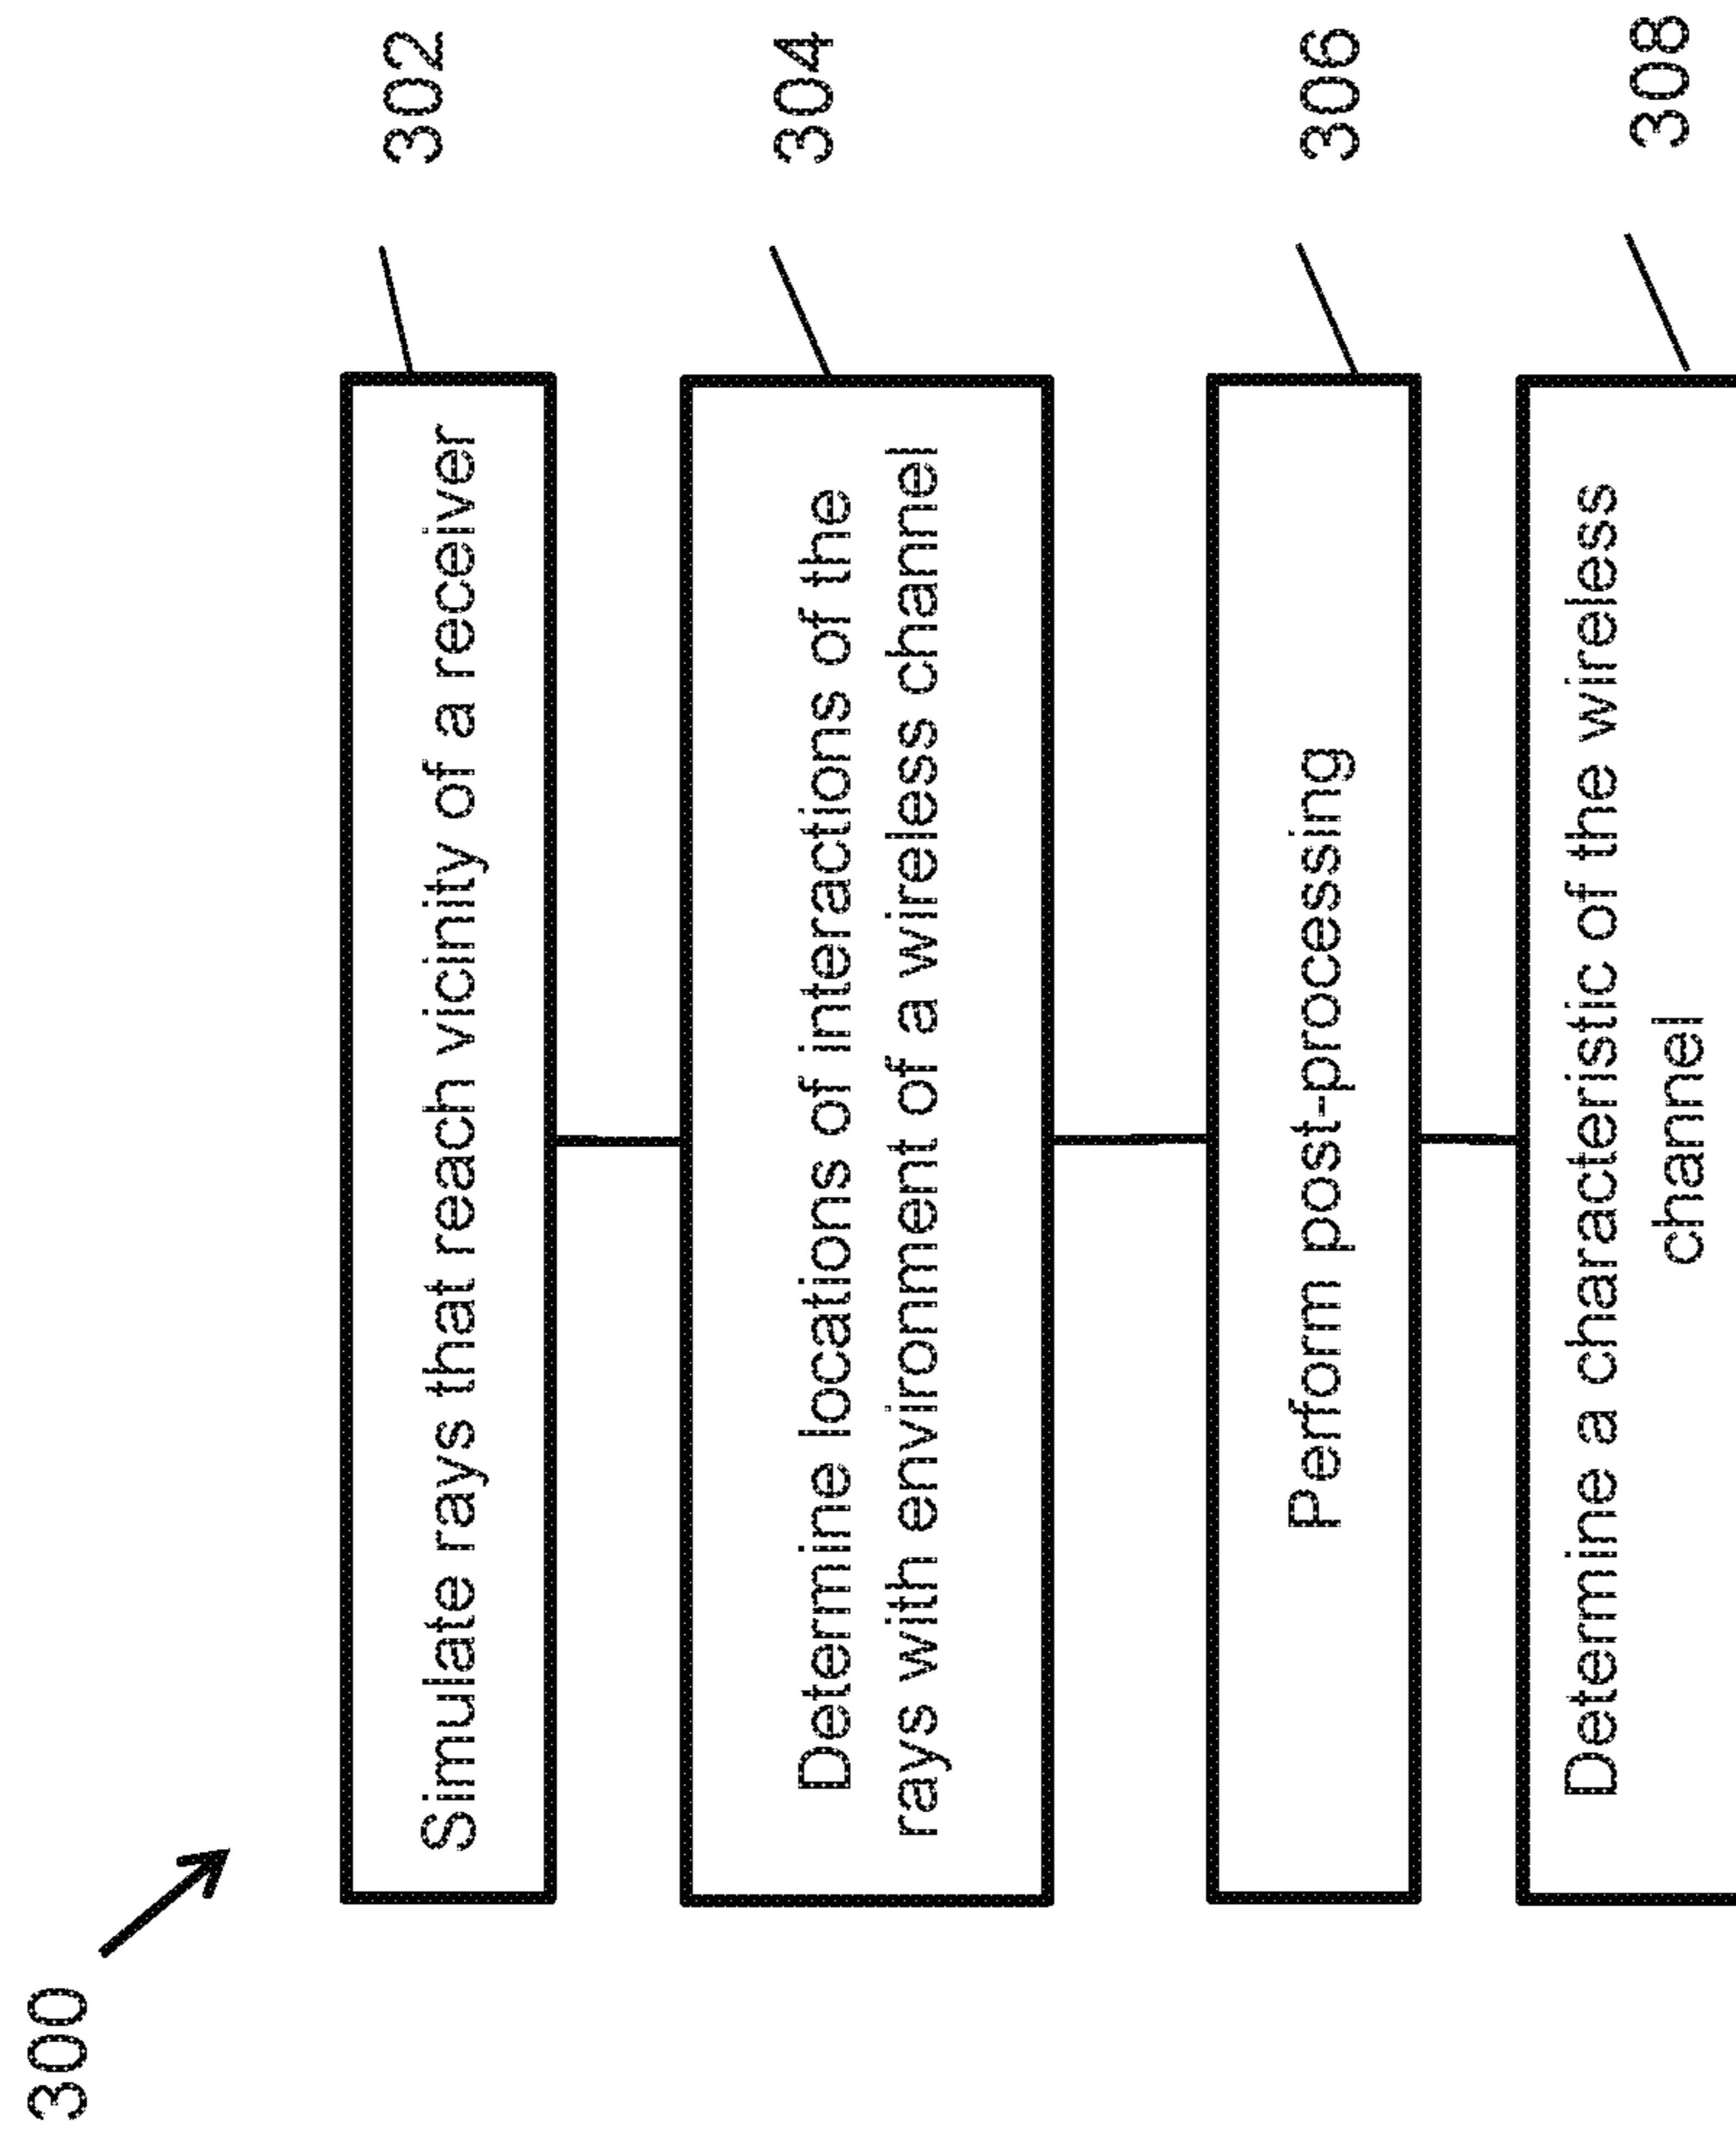 300
Simulate rays that reach vicinity of a receiver
302
Determine locations of interactions of the
rays with environment of a wireless channel
304
Perform post-processing
306
Determine a characteristic of the wireless
channel
308